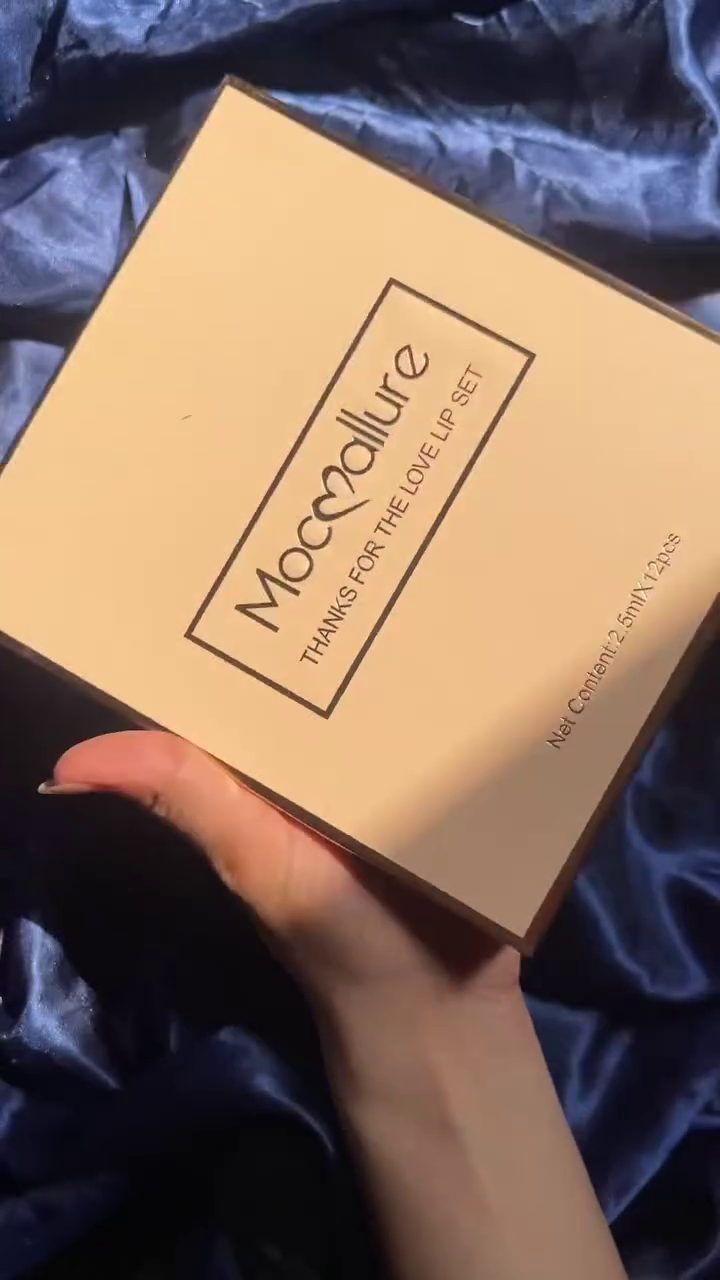 Mocallure
THANKS FOR THE LOVE LIP SET
Net Content:2.5mlX12pcs